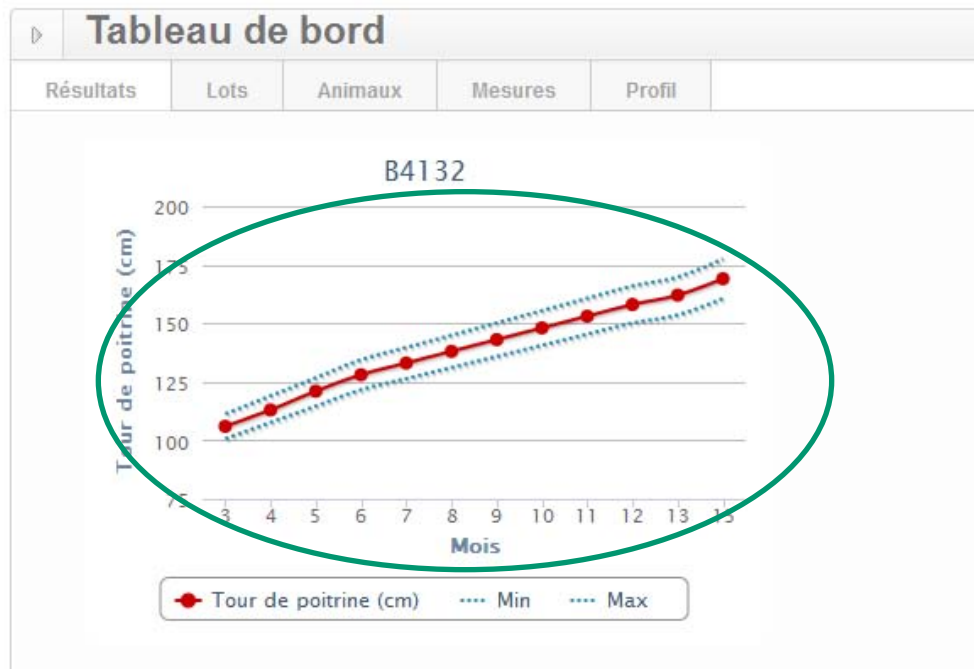 Tableau de bord
Résultats Lots Animaux Mesures Profil
B4132
Tour de poitrine (cm)
200
175
150
125
100
75
3 4 5 6 7 8 9 10 11 12 13 15
Mois
Tour de poitrine (cm) Min Max